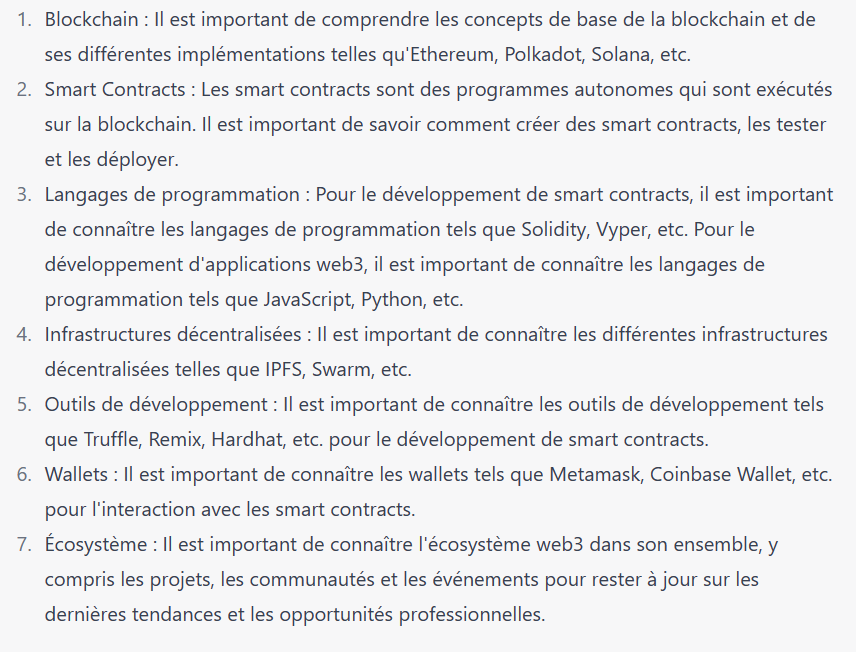 1. Blockchain : Il est important de comprendre les concepts de base de la blockchain et de
ses différentes implémentations telles qu'Ethereum, Polkadot, Solana, etc.
2. Smart Contracts : Les smart contracts sont des programmes autonomes qui sont exécutés
sur la blockchain. Il est important de savoir comment créer des smart contracts, les tester
et les déployer.
3. Langages de programmation : Pour le développement de smart contracts, il est important
de connaître les langages de programmation tels que Solidity, Vyper, etc. Pour le
développement d'applications web3, il est important de connaître les langages de
programmation tels que JavaScript, Python, etc.
4. Infrastructures décentralisées : Il est important de connaître les différentes infrastructures
décentralisées telles que IPFS, Swarm, etc.
5. Outils de développement : Il est important de connaître les outils de développement tels
que Truffle, Remix, Hardhat, etc. pour le développement de smart contracts.
6. Wallets : Il est important de connaître les wallets tels que Metamask, Coinbase Wallet, etc.
pour l'interaction avec les smart contracts.
7. Écosystème : Il est important de connaître l'écosystème web3 dans son ensemble, y
compris les projets, les communautés et les événements pour rester à jour sur les
dernières tendances et les opportunités professionnelles.